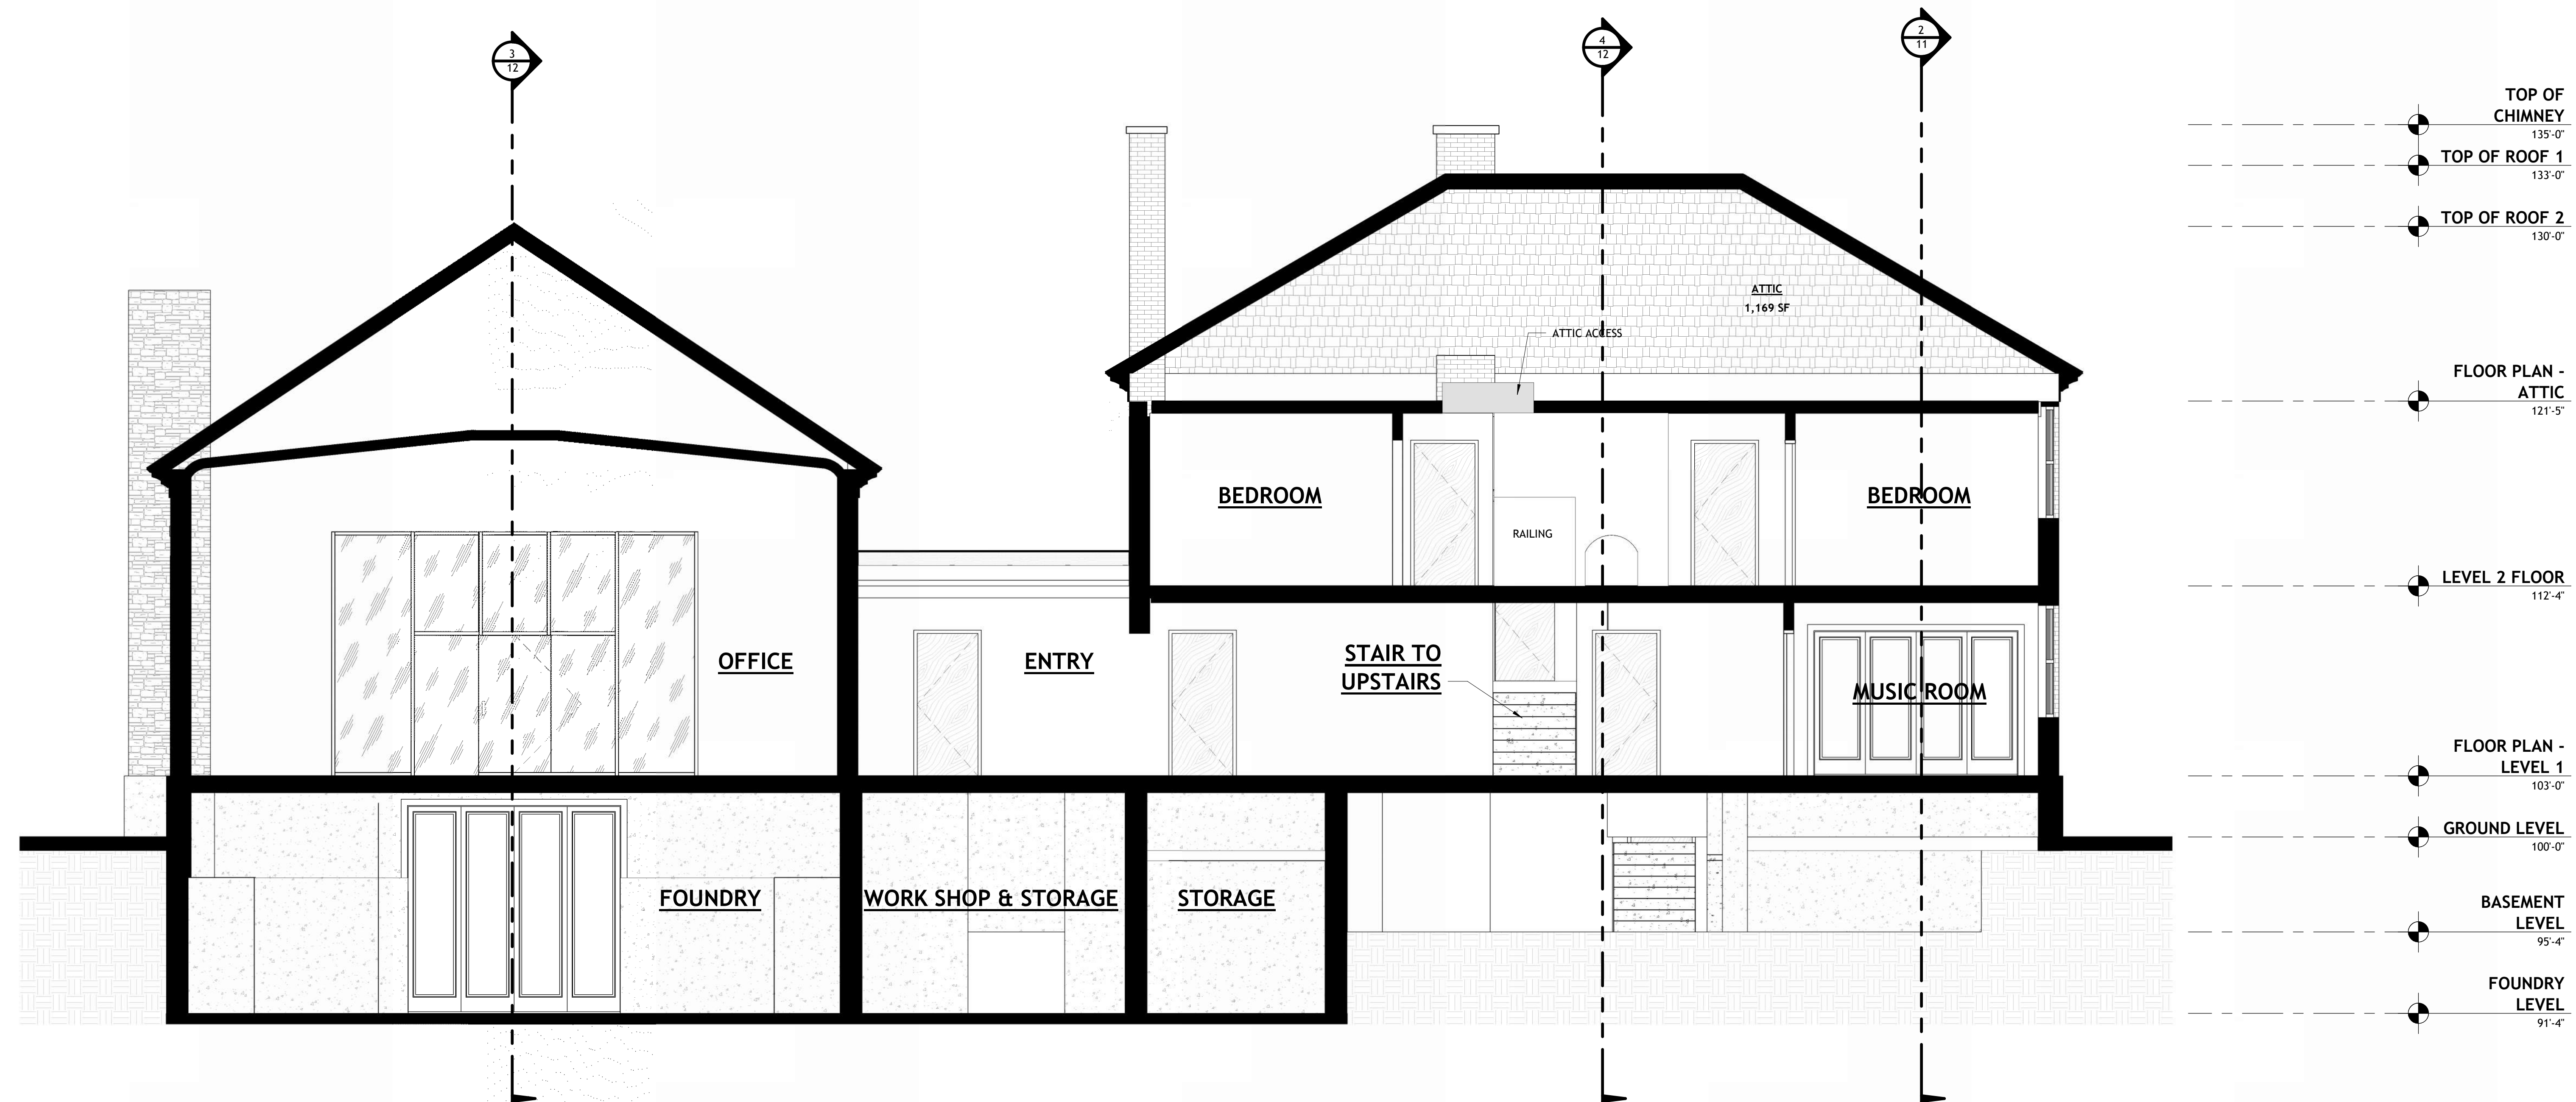 3
12
4
12
2
11
TOP OF
CHIMNEY
135'-0"
TOP OF ROOF 1
133'-0"
TOP OF ROOF 2
130'-0"
ATTIC
1,169 SF
ATTIC ACCESS
FLOOR PLAN -
ATTIC
121'-5"
BEDROOM
BEDROOM
RAILING
LEVEL 2 FLOOR
112'-4"
OFFICE
ENTRY
STAIR TO
UPSTAIRS
MUSIC ROOM
FLOOR PLAN -
LEVEL 1
103'-0"
GROUND LEVEL
100'-0"
FOUNDRY
WORK SHOP & STORAGE
STORAGE
BASEMENT
LEVEL
95'-4"
FOUNDRY
LEVEL
91'-4"